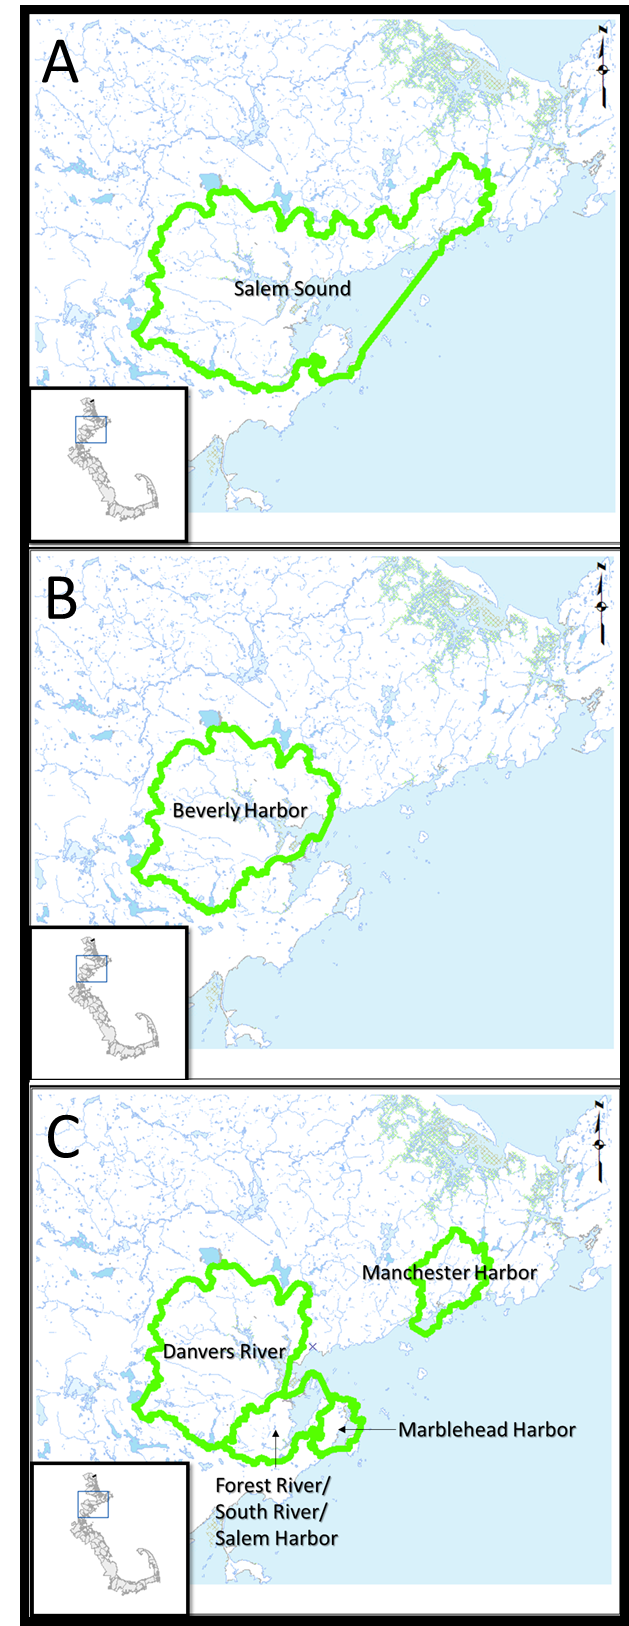 A
N
Salem Sound
B
N
Beverly Harbor
C
N
Manchester Harbor
Danvers River
Marblehead Harbor
Forest River/
South River/
Salem Harbor